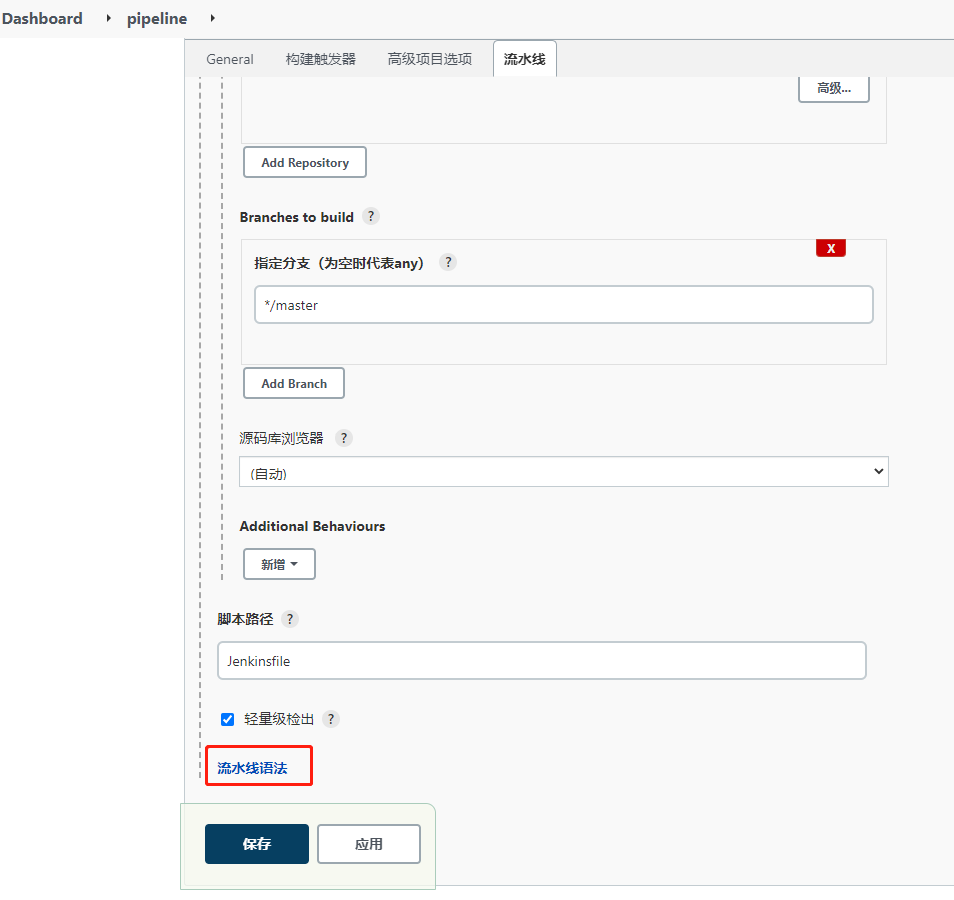 Dashboard pipeline
General 构建触发器 高级项目选项 流水线
高级...
Add Repository
Branches to build ?
指定分支（为空时代表any） ?
X
*/master
Add Branch
源码库浏览器 ?
(自动)
Additional Behaviours
新增
脚本路径 ?
Jenkinsfile
轻量级检出 ?
流水线语法
保存 应用